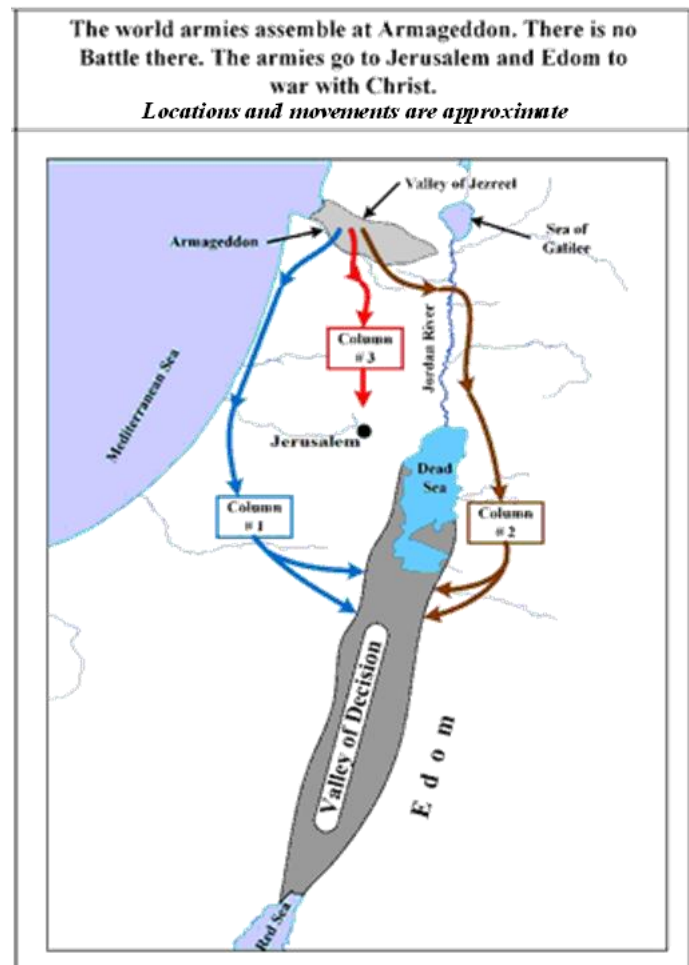 The world armies assemble at Armageddon. There is no
Battle there. The armies go to Jerusalem and Edom to
war with Christ.
Locations and movements are approximate
Valley of Jezreel
Armageddon
Sea of
Galilee
Mediterranean Sea
Jordan River
Column
# 3
Jerusalem
Dead
Sea
Column
# 1
Column
# 2
Valley of Decision
Edom
Red Sea